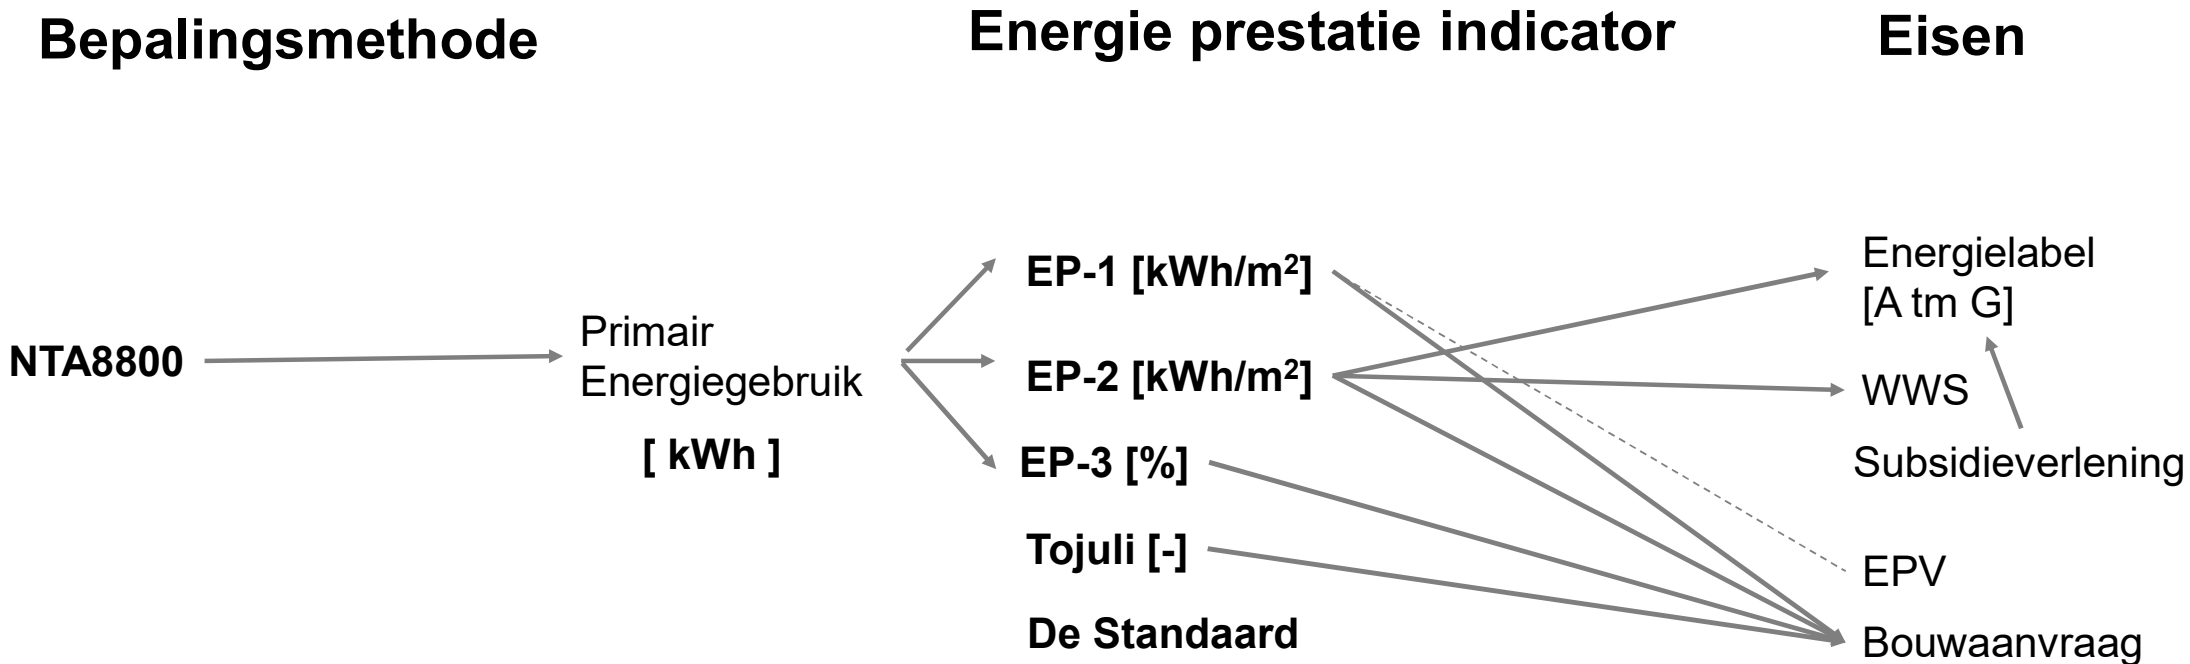 Bepalingsmethode
Energie prestatie indicator
Eisen
NTA8800
Primair
Energiegebruik
[ kWh ]
EP-1 [kWh/m²]
EP-2 [kWh/m²]
EP-3 [%]
Tojuli [-]
De Standaard
Energielabel
[A tm G]
WWS
Subsidieverlening
EPV
Bouwaanvraag